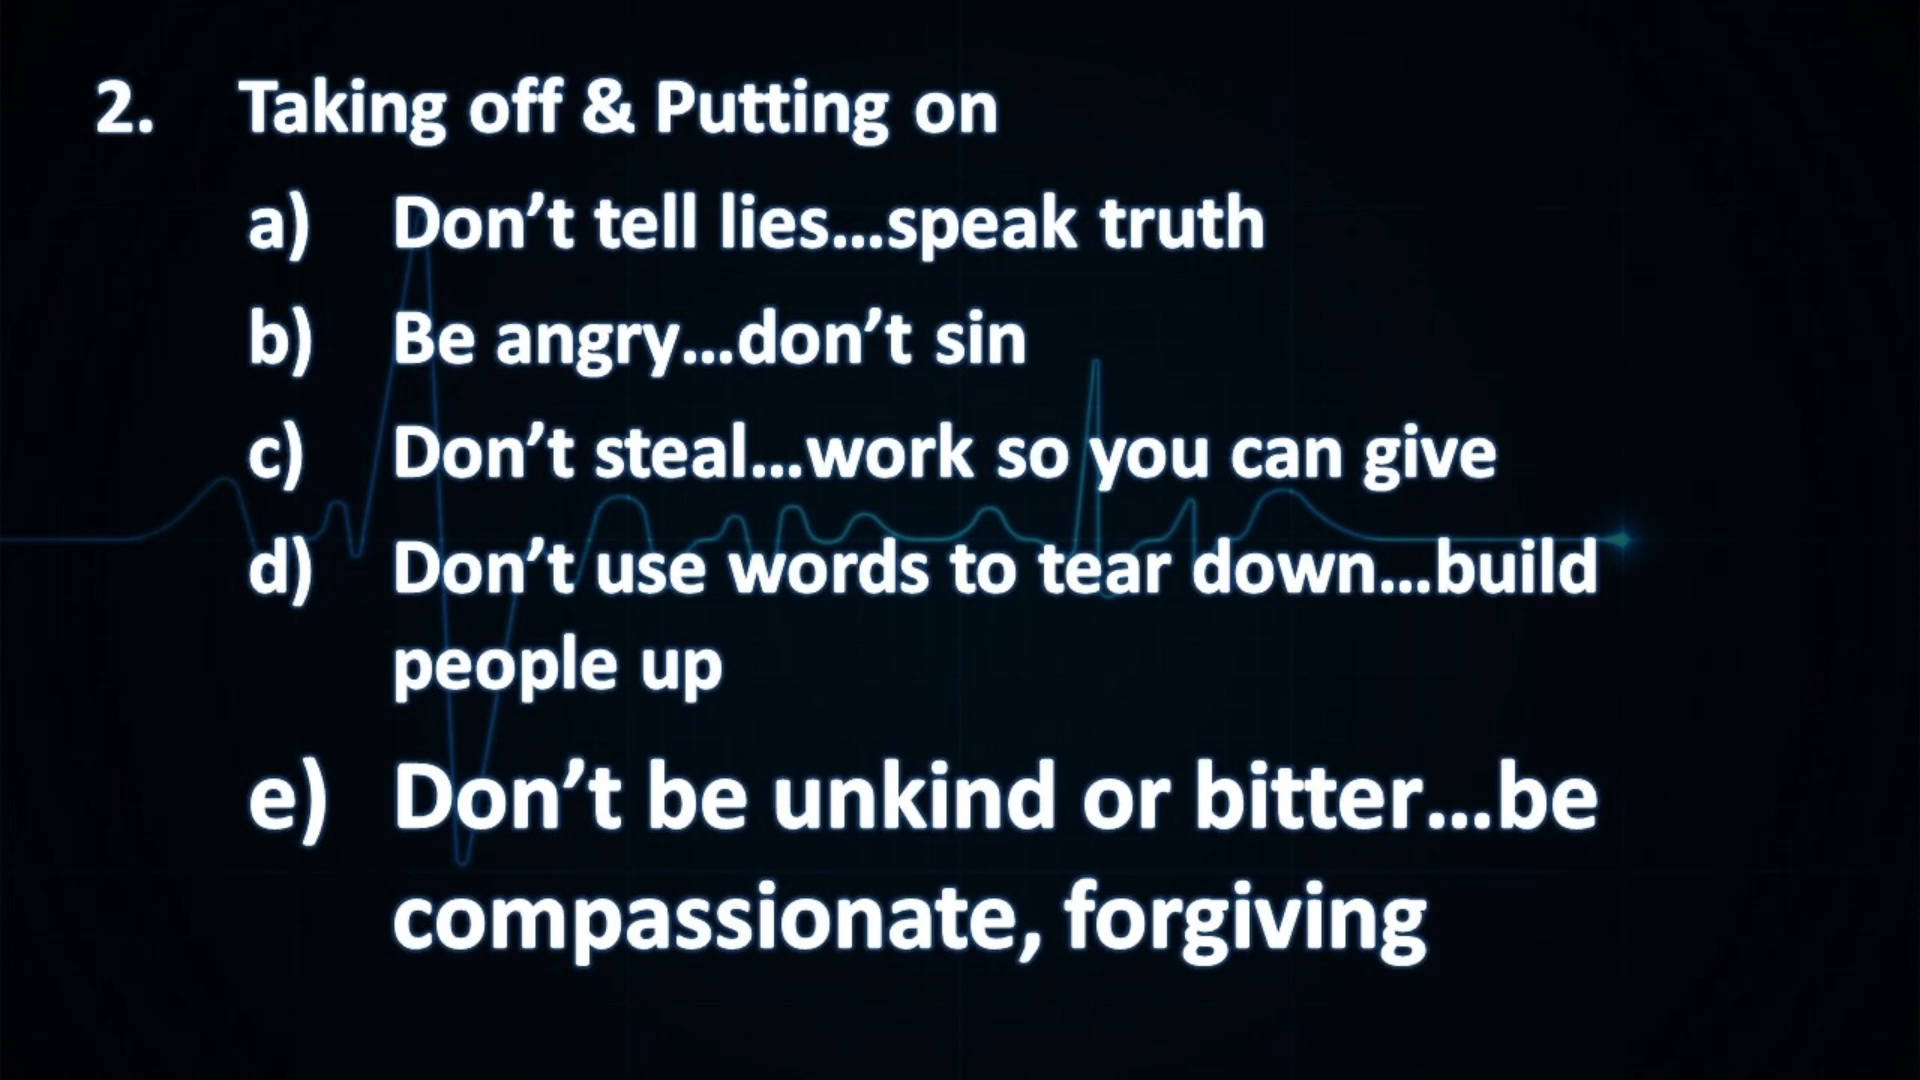 2. Taking off & Putting on
a) Don’t tell lies…speak truth
b) Be angry…don’t sin
c) Don’t steal…work so you can give
d) Don’t use words to tear down…build
people up
e) Don’t be unkind or bitter…be
compassionate, forgiving